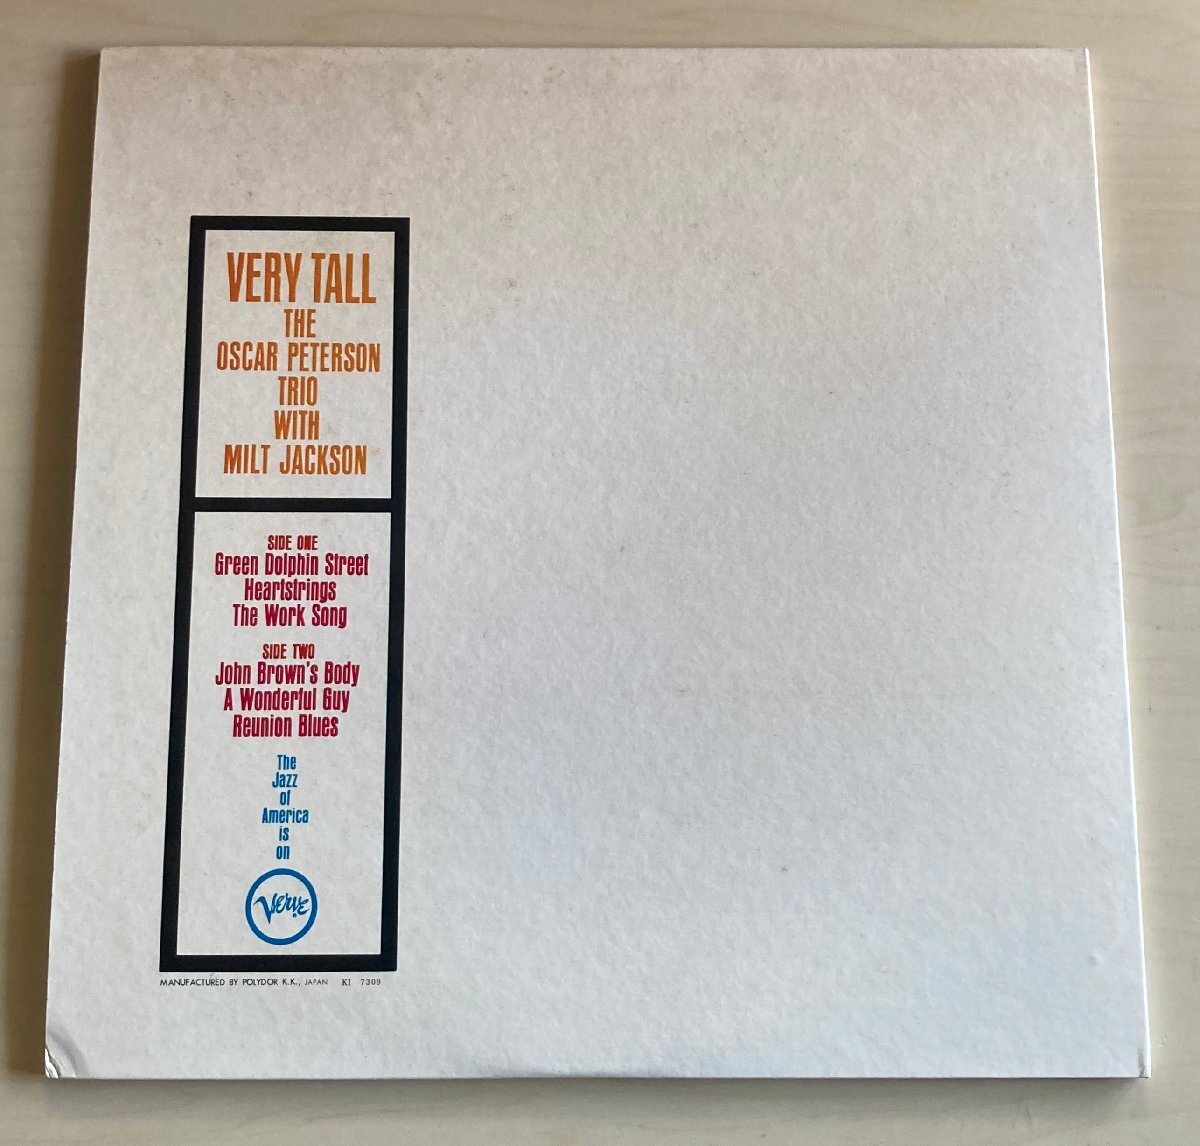 VERY TALL
THE
OSCAR PETERSON
TRIO
WITH
MILT JACKSON
SIDE ONE
Green Dolphin Street
Heartstrings
The Work Song
SIDE TWO
John Brown's Body
A Wonderful Guy
Reunion Blues
The
Jazz
of
America
is
on
Verve
MANUFACTURED BY POLYDOR K.K., JAPAN KI 7309